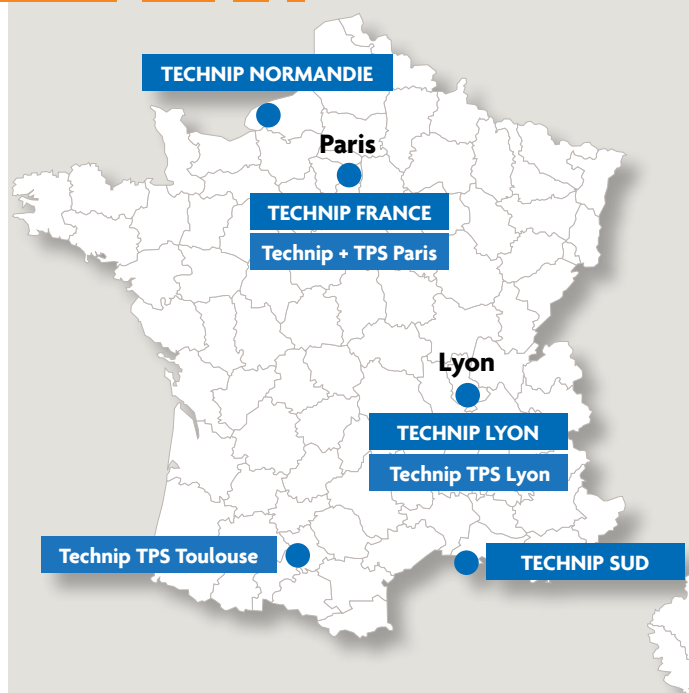 TECHNIP NORMANDIE
Paris
TECHNIP FRANCE
Technip + TPS Paris
Lyon
TECHNIP LYON
Technip TPS Lyon
Technip TPS Toulouse
TECHNIP SUD